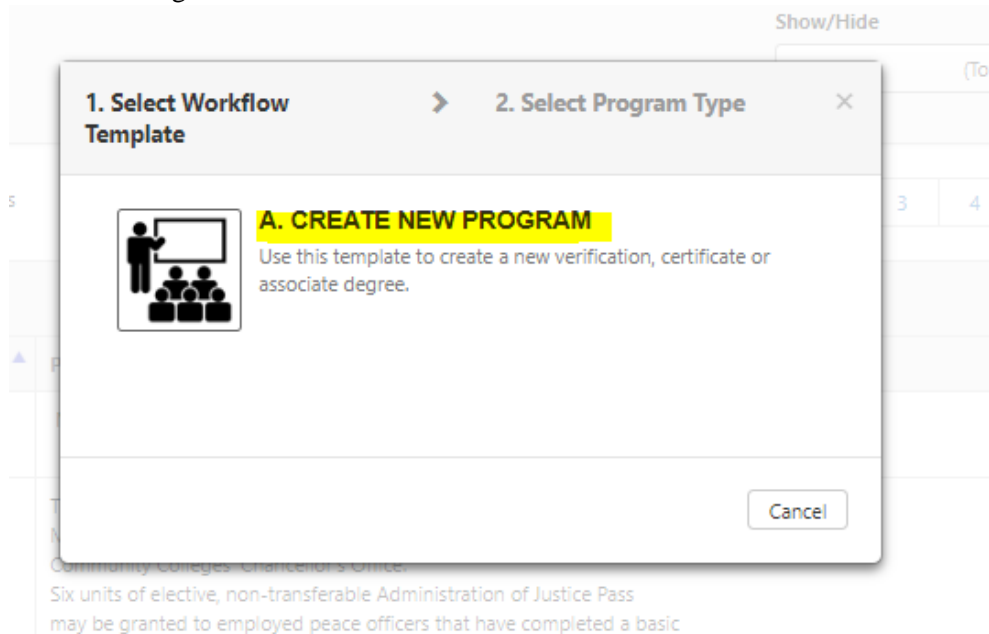 Show/Hide
(To
1. Select Workflow Template
2. Select Program Type
×
s
3 4
A. CREATE NEW PROGRAM
Use this template to create a new verification, certificate or
associate degree.
Cancel
Community Colleges' Chancellor's Office.
Six units of elective, non-transferable Administration of Justice Pass
may be granted to employed peace officers that have completed a basic